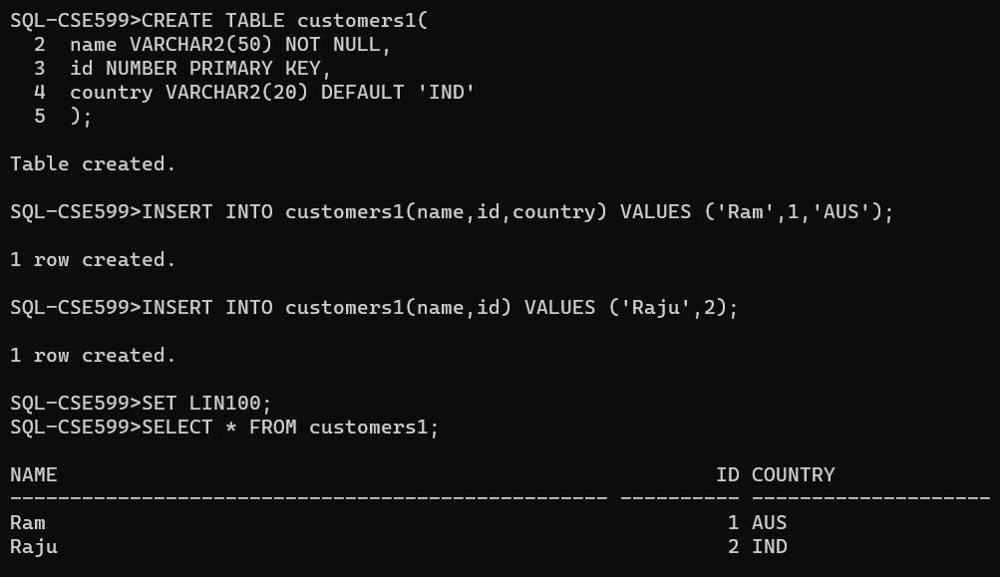 SQL-CSE599>CREATE TABLE customers1(
  2  name VARCHAR2(50) NOT NULL,
  3  id NUMBER PRIMARY KEY,
  4  country VARCHAR2(20) DEFAULT 'IND'
  5  );
Table created.
SQL-CSE599>INSERT INTO customers1(name,id,country) VALUES ('Ram',1,'AUS');
1 row created.
SQL-CSE599>INSERT INTO customers1(name,id) VALUES ('Raju',2);
1 row created.
SQL-CSE599>SET LIN100;
SQL-CSE599>SELECT * FROM customers1;
NAME                                                       ID COUNTRY
-------------------------------------------------- ---------- --------------------
Ram                                                         1 AUS
Raju                                                        2 IND